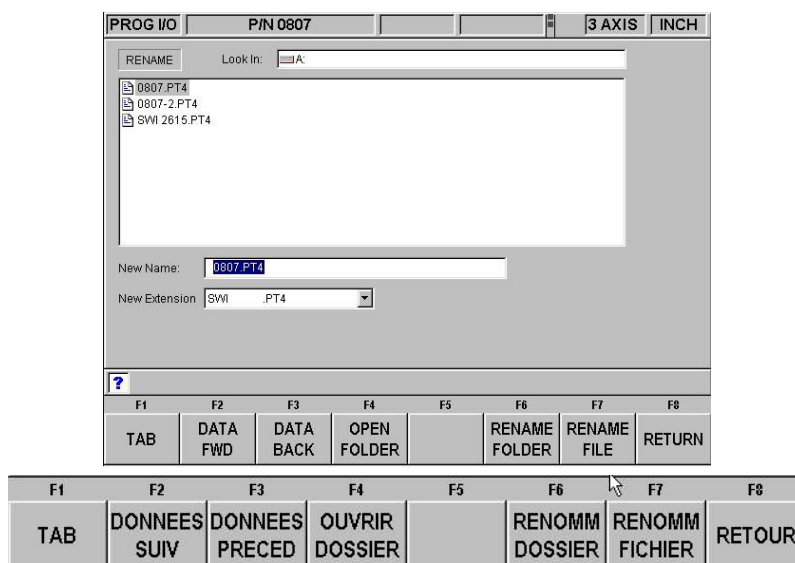 PROG I/O P/N 0807 3 AXIS INCH
RENAME Look In: A:
0807.PT4
0807-2.PT4
SWI 2615.PT4
New Name: 0807.PT4
New Extension SWI .PT4
?
F1 F2 F3 F4 F5 F6 F7 F8
TAB DATA FWD DATA BACK OPEN FOLDER RENAME FOLDER RENAME FILE RETURN
F1 F2 F3 F4 F5 F6 F7 F8
TAB DONNEES SUIV DONNEES PRECED OUVRIR DOSSIER RENOMM DOSSIER RENOMM FICHIER RETOUR